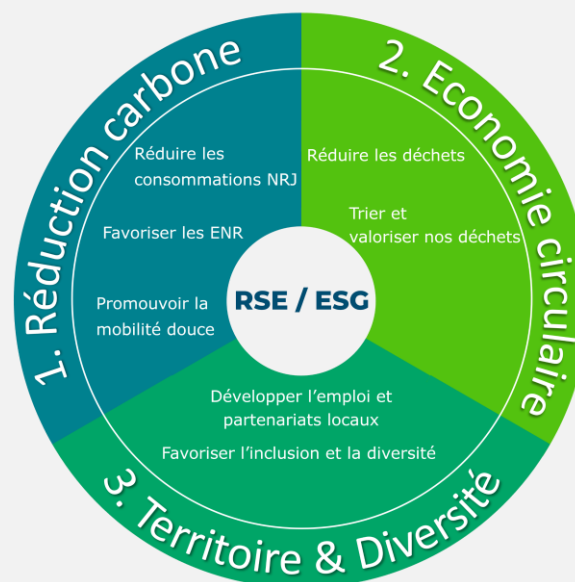 1. Réduction carbone
Réduire les
consommations NRJ
Favoriser les ENR
Promouvoir la
mobilité douce
2. Economie circulaire
Réduire les déchets
Trier et
valoriser nos déchets
RSE / ESG
Développer l’emploi et
partenariats locaux
Favoriser l’inclusion et la diversité
3. Territoire & Diversité